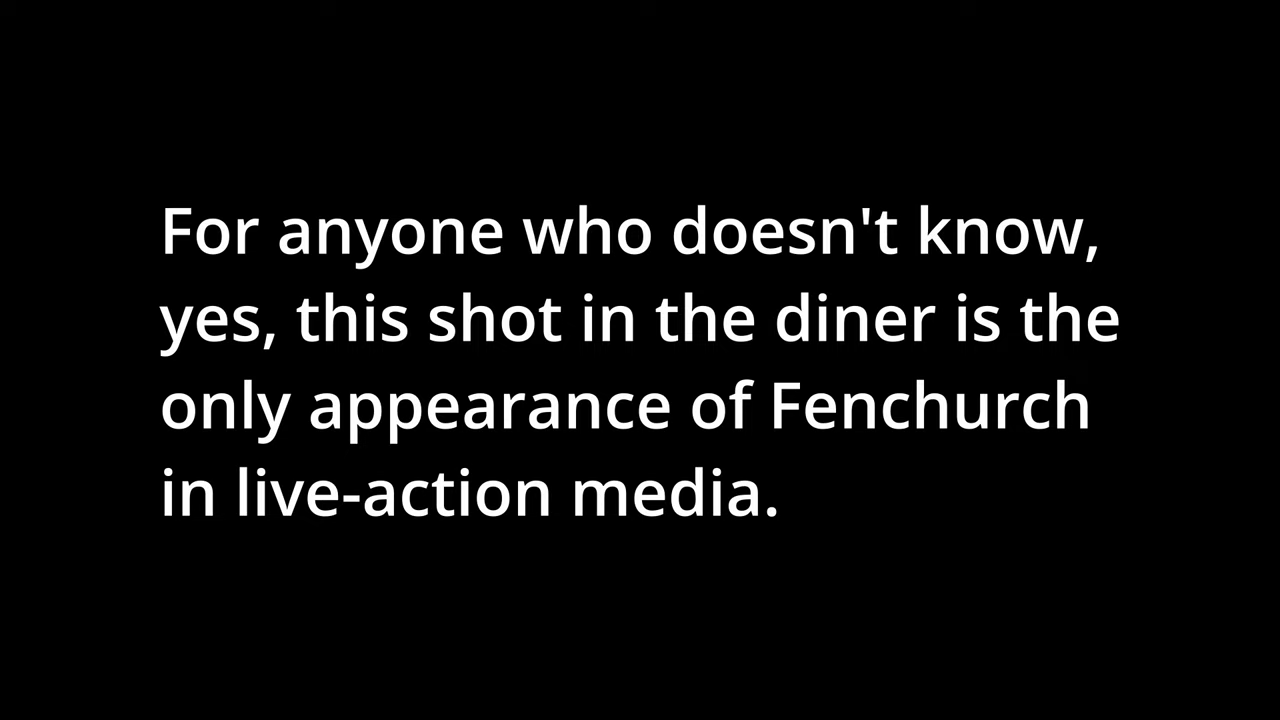 For anyone who doesn't know,
yes, this shot in the diner is the
only appearance of Fenchurch
in live-action media.